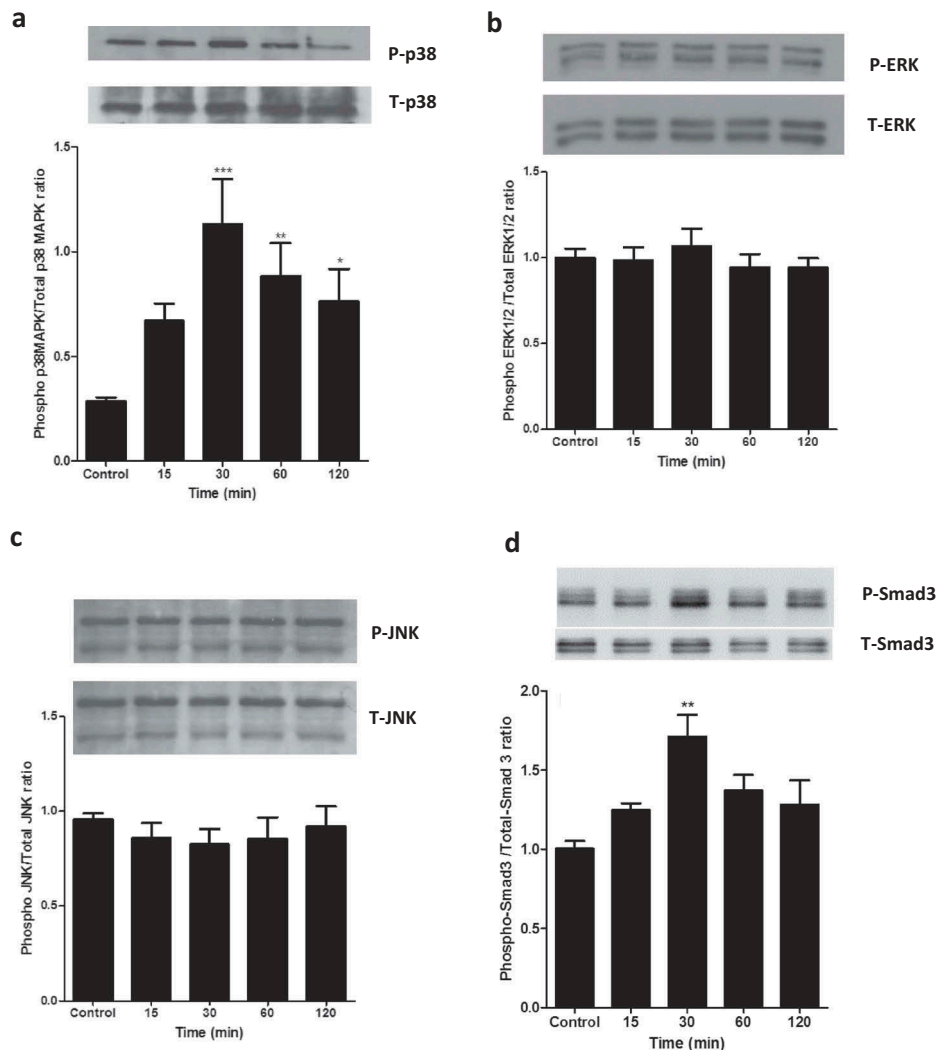 a
P-p38
T-p38
Phospho p38MAPK/Total p38 MAPK ratio
1.5
1.0
0.5
0.0
***
**
*
Control 15 30 60 120
Time (min)
b
P-ERK
T-ERK
Phospho ERK1/2 /Total ERK1/2 ratio
1.5
1.0
0.5
0.0
Control 15 30 60 120
Time (min)
c
P-JNK
T-JNK
Phospho JNK/Total JNK ratio
1.5
1.0
0.5
0.0
Control 15 30 60 120
Time (min)
d
P-Smad3
T-Smad3
Phospho-Smad3 /Total-Smad 3 ratio
2.0
1.5
1.0
0.5
0.0
**
Control 15 30 60 120
Time (min)